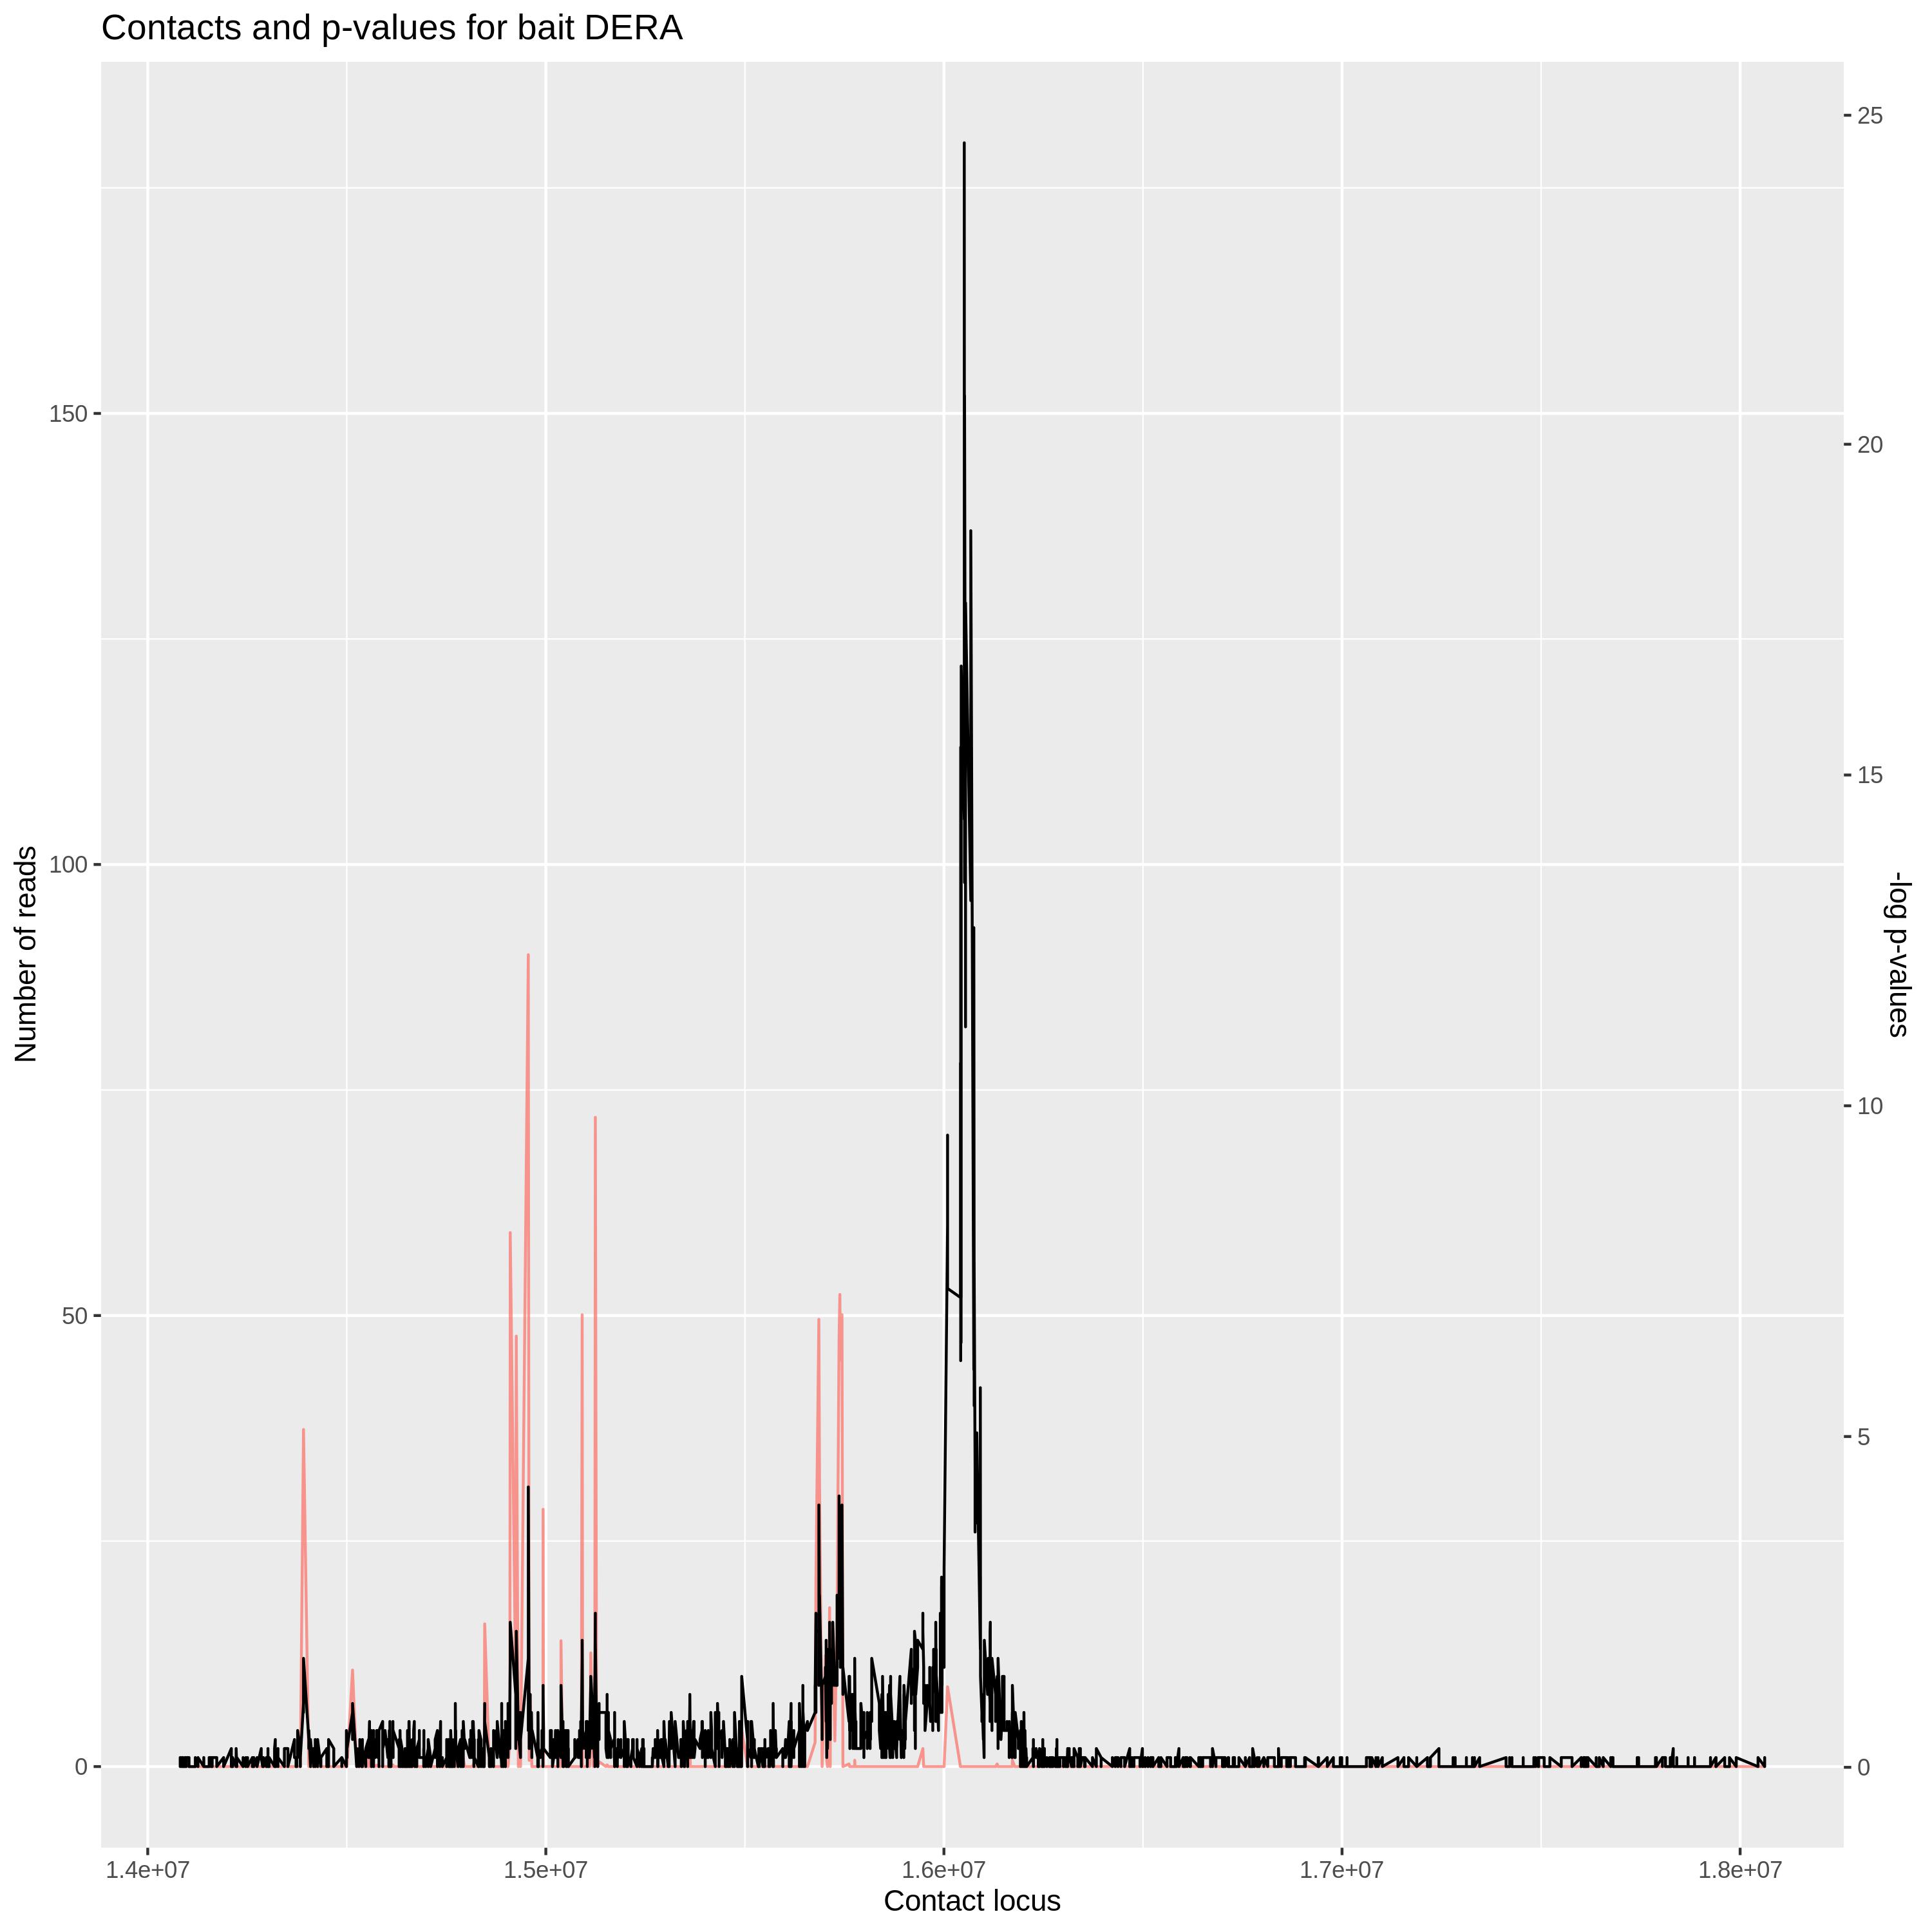 Contacts and p-values for bait DERA
25
20
15
10
5
0
-log p-values
150
100
50
0
Number of reads
1.4e+07 1.5e+07 1.6e+07 1.7e+07 1.8e+07
Contact locus